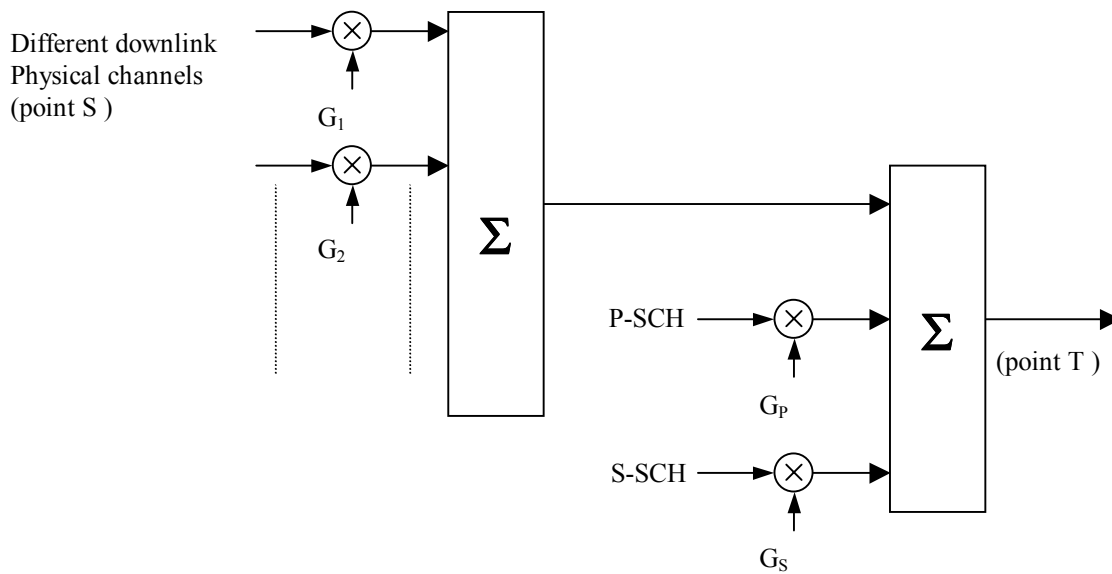 Different downlink
Physical channels
(point S )
G1
G2
Σ
P-SCH
GP
S-SCH
GS
Σ
(point T )